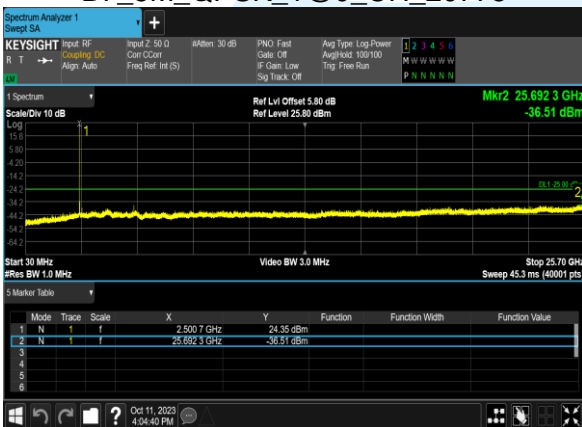 Spectrum Analyzer 1
Swept SA
+
KEYSIGHT Input: RF Input Z: 50 Ω #Atten: 30 dB PNO: Fast Avg Type: Log-Power 1 2 3 4 5 6
R T Coupling: DC Corr CCorr Gate: Off Avg|Hold: 100/100 M W W W W W
Align: Auto Freq Ref: Int (S) IF Gain: Low Trig: Free Run
Sig Track: Off P N N N N N
LW
1 Spectrum Ref Lvl Offset 5.80 dB Mkr2 25.692 3 GHz
Scale/Div 10 dB Ref Level 25.80 dBm -36.51 dBm
Log
15.8
5.80
-4.20
-14.2
-24.2
-34.2
-44.2
-54.2
-64.2
1
DL1 -25.00
2
Start 30 MHz Video BW 3.0 MHz Stop 25.70 GHz
#Res BW 1.0 MHz Sweep 45.3 ms (40001 pts
5 Marker Table
Mode Trace Scale X Y Function Function Width Function Value
1 N 1 f 2.500 7 GHz 24.35 dBm
2 N 1 f 25.692 3 GHz -36.51 dBm
3
4
5
6
? Oct 11, 2023
4:04:40 PM